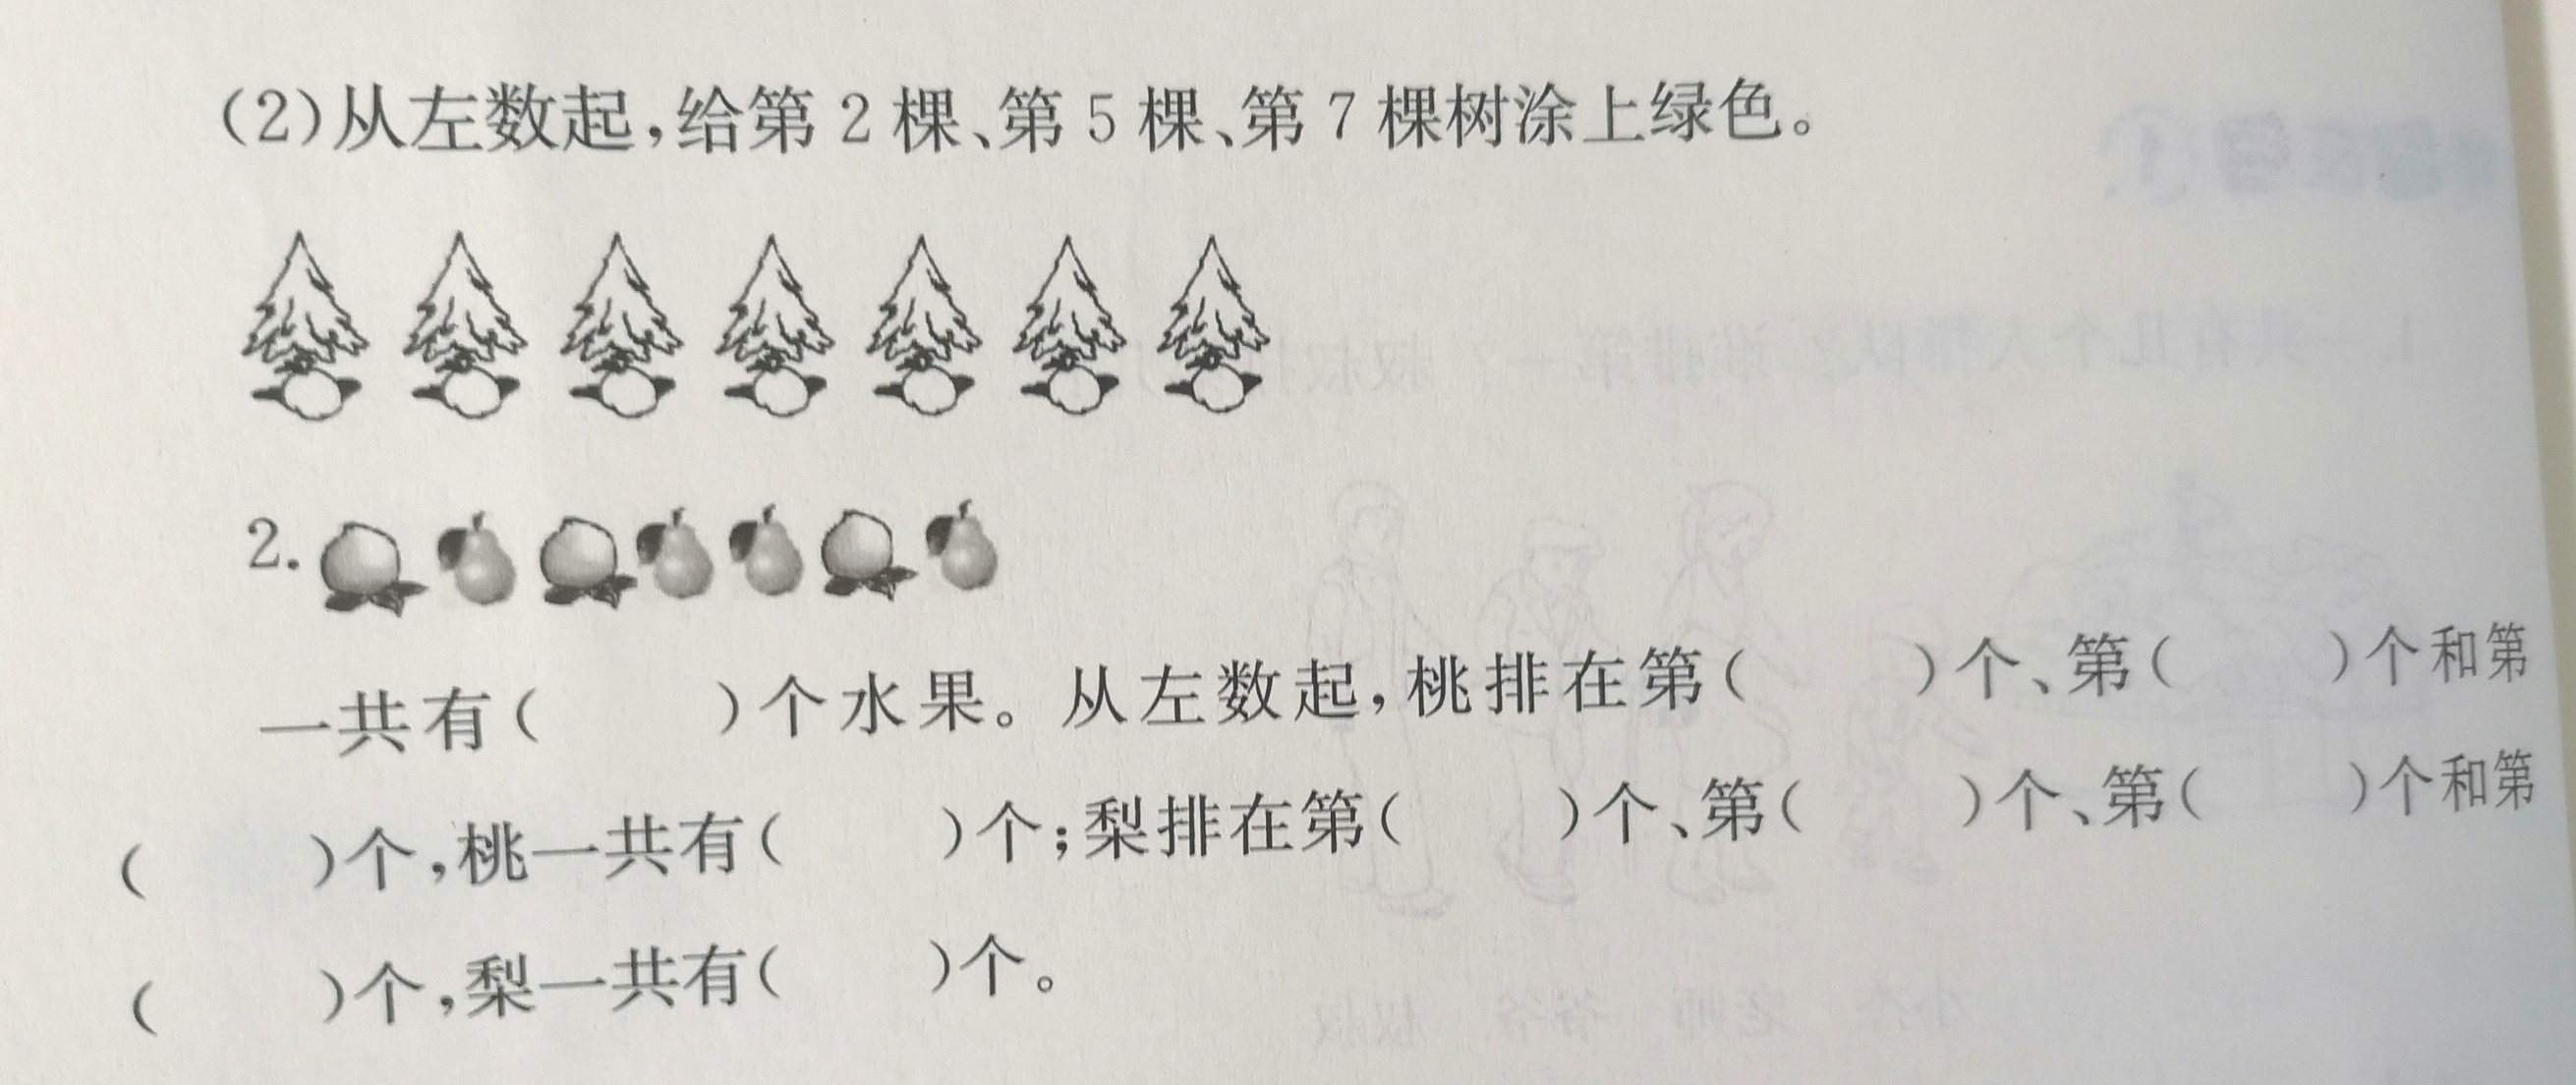 (2)从左数起,给第 2 棵、第 5 棵、第 7 棵树涂上绿色。
2.
一共有(  )个水果。从左数起,桃排在第(  )个、第(  )个和第
(  )个,桃一共有(  )个;梨排在第(  )个、第(  )个、第(  )个和第
(  )个,梨一共有(  )个。